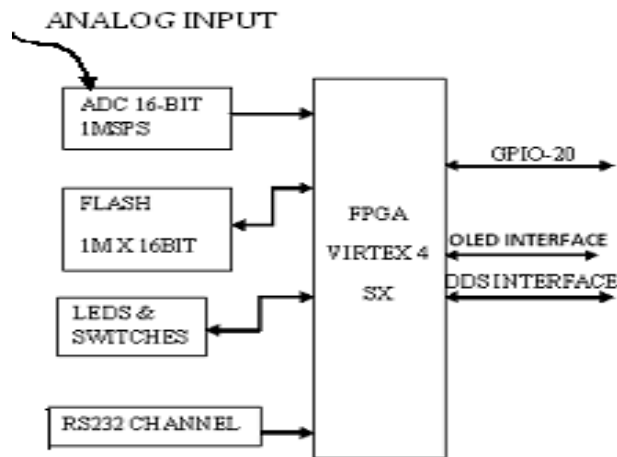 ANALOG INPUT
ADC 16-BIT
1MSPS
FLASH
1M X 16BIT
LEDS &
SWITCHES
RS232 CHANNEL
FPGA
VIRTEX 4
SX
GPIO-20
OLED INTERFACE
DDS INTERFACE